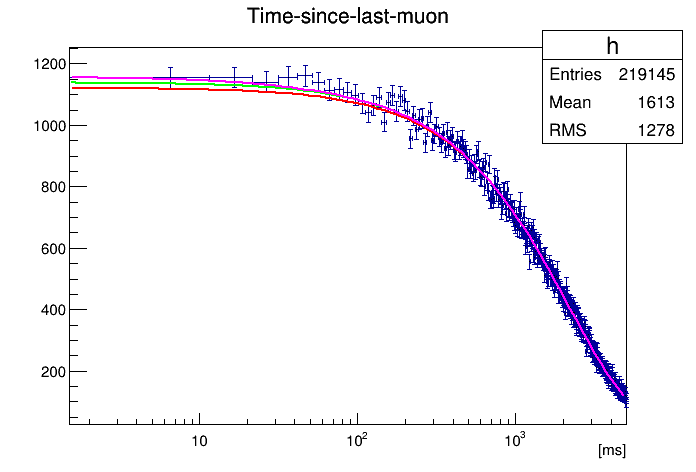 Time-since-last-muon
h
Entries 219145
Mean 1613
RMS 1278
1200
1000
800
600
400
200
10
10²
10³
[ms]